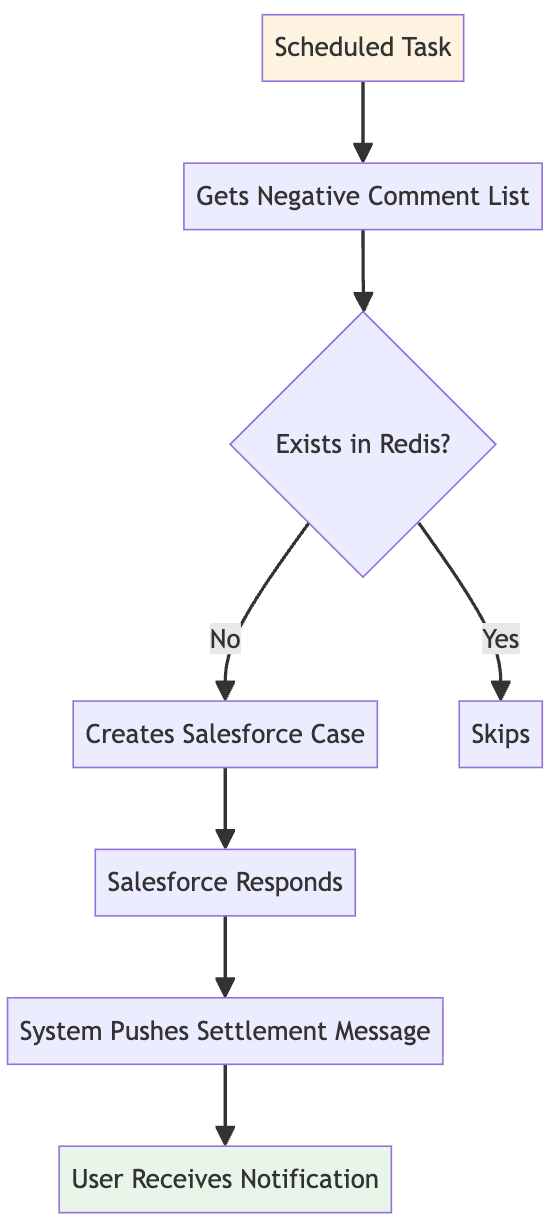 Scheduled Task
Gets Negative Comment List
Exists in Redis?
No
Yes
Creates Salesforce Case
Skips
Salesforce Responds
System Pushes Settlement Message
User Receives Notification